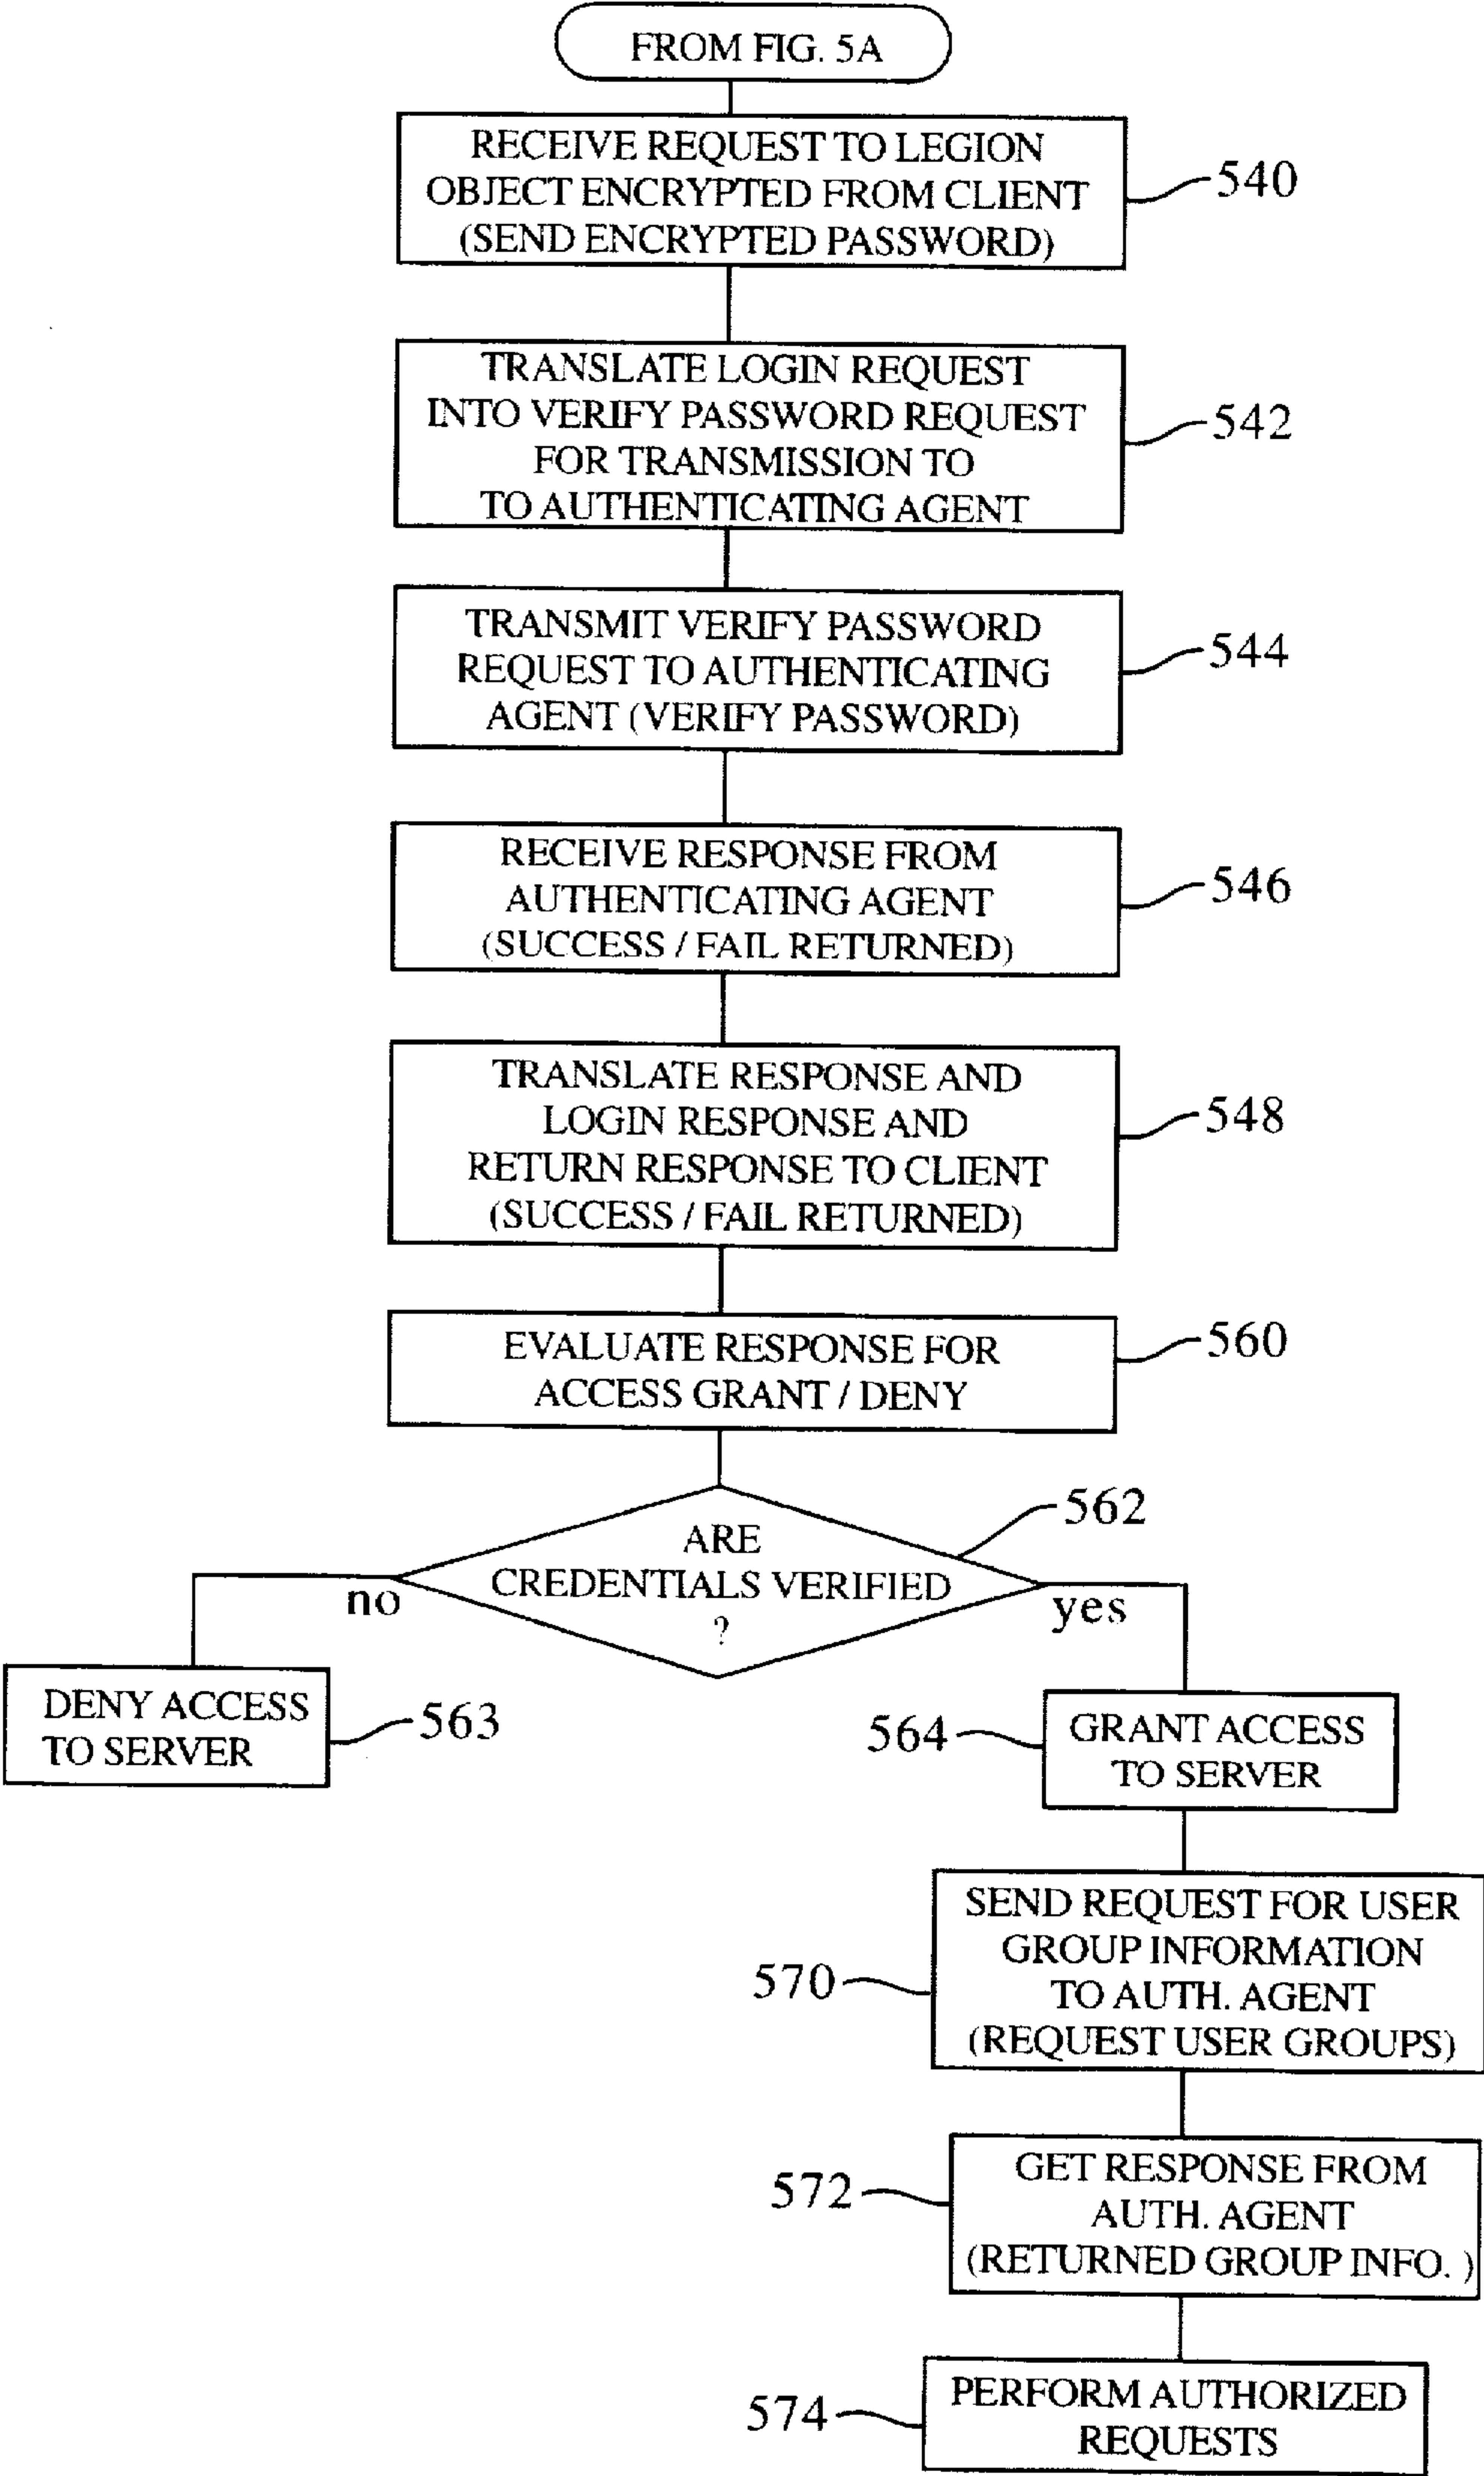 FROM FIG. 5A
RECEIVE REQUEST TO LEGION
OBJECT ENCRYPTED FROM CLIENT
(SEND ENCRYPTED PASSWORD)
540
TRANSLATE LOGIN REQUEST
INTO VERIFY PASSWORD REQUEST
FOR TRANSMISSION TO
TO AUTHENTICATING AGENT
542
TRANSMIT VERIFY PASSWORD
REQUEST TO AUTHENTICATING
AGENT (VERIFY PASSWORD)
544
RECEIVE RESPONSE FROM
AUTHENTICATING AGENT
(SUCCESS / FAIL RETURNED)
546
TRANSLATE RESPONSE AND
LOGIN RESPONSE AND
RETURN RESPONSE TO CLIENT
(SUCCESS / FAIL RETURNED)
548
EVALUATE RESPONSE FOR
ACCESS GRANT / DENY
560
ARE
CREDENTIALS VERIFIED
?
562
no
yes
DENY ACCESS
TO SERVER
563
564
GRANT ACCESS
TO SERVER
570
SEND REQUEST FOR USER
GROUP INFORMATION
TO AUTH. AGENT
(REQUEST USER GROUPS)
572
GET RESPONSE FROM
AUTH. AGENT
(RETURNED GROUP INFO. )
574
PERFORM AUTHORIZED
REQUESTS